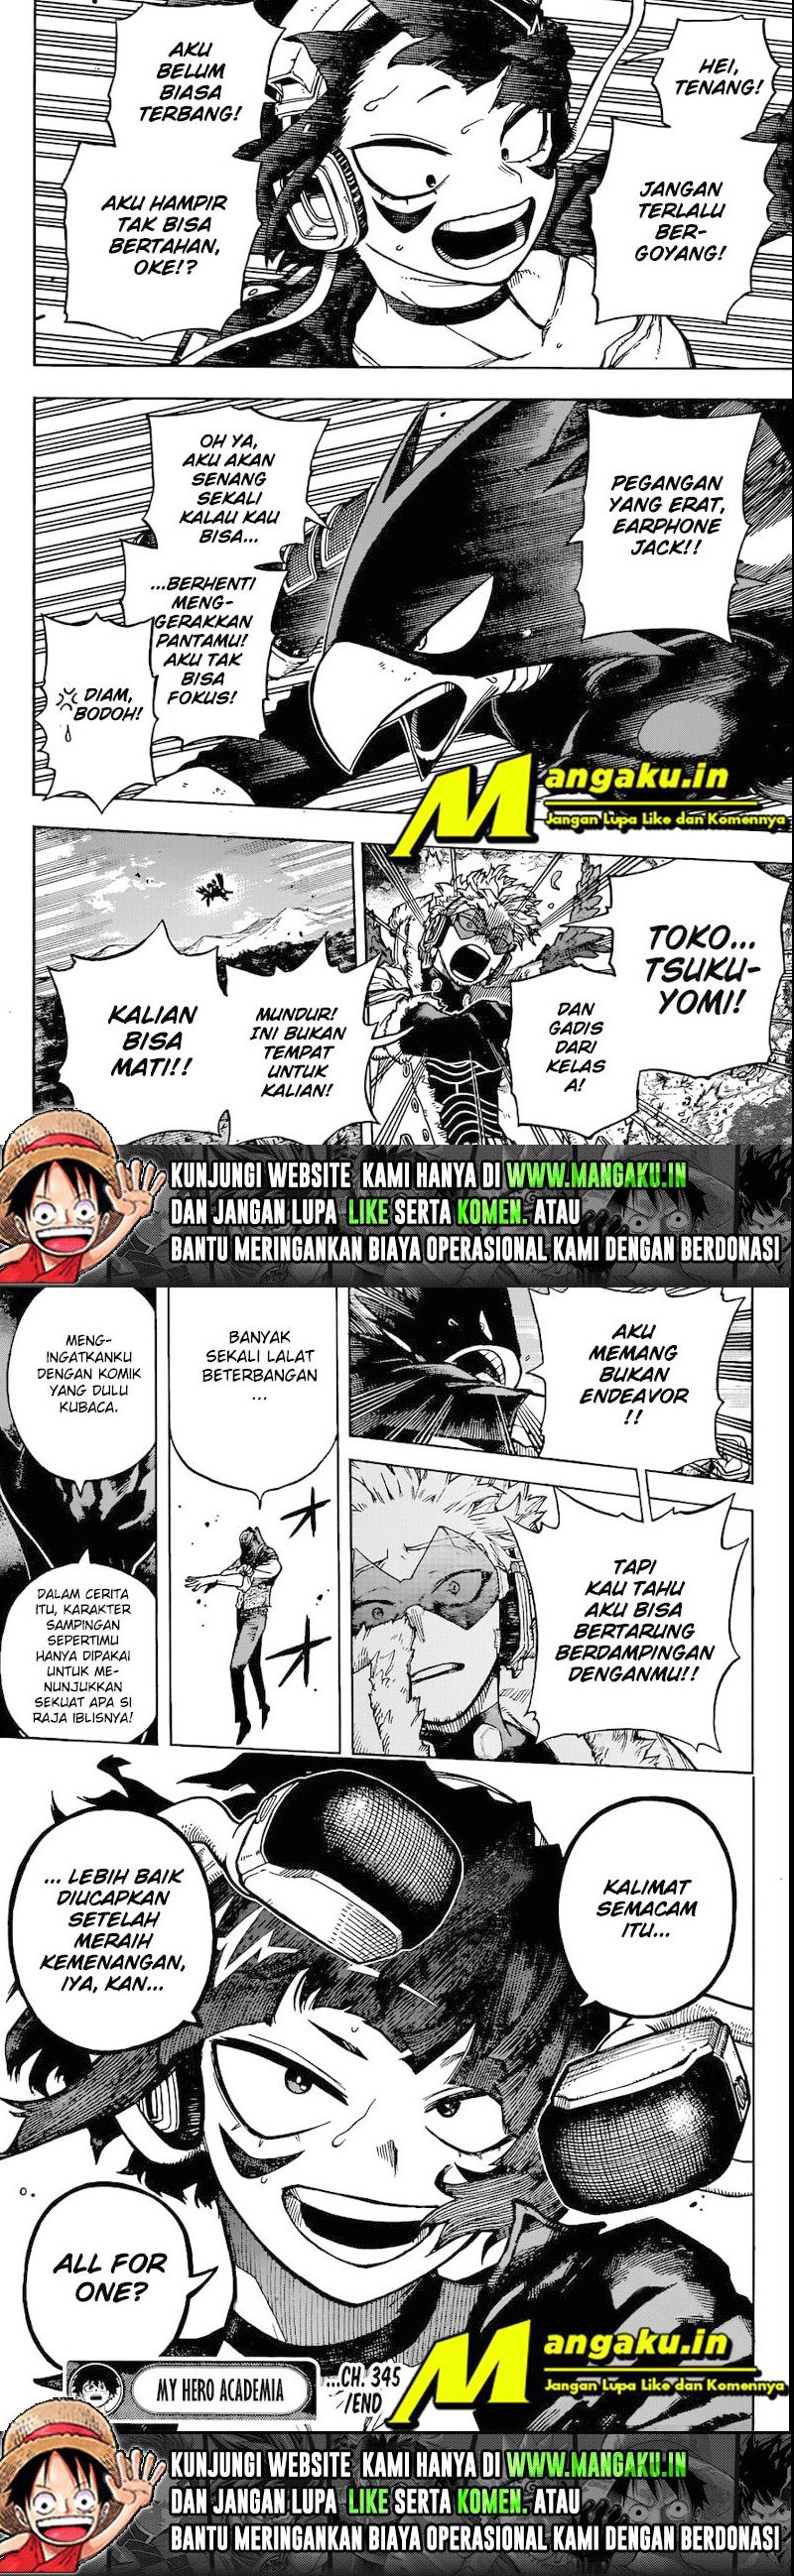 HEI,
TENANG!
JANGAN
TERLALU
BER-
GOYANG!
AKU
BELUM
BIASA
TERBANG!
AKU HAMPIR
TAK BISA
BERTAHAN,
OKE!?
PEGANGAN
YANG ERAT,
EARPHONE
JACK!!
OH YA,
AKU AKAN
SENANG
SEKALI
KALAU KAU
BISA...
...BERHENTI
MENG-
GERAKKAN
PANTAMU!
AKU TAK
BISA
FOKUS!
DIAM,
BODOH!
Mangaku.in
Jangan Lupa Like dan Komennya
TOKO...
TSUKU-
YOMI!
DAN
GADIS
DARI
KELAS
A!
MUNDUR!
INI BUKAN
TEMPAT
UNTUK
KALIAN!
KALIAN
BISA
MATI!!
KUNJUNGI WEBSITE KAMI HANYA DI WWW.MANGAKU.IN
DAN JANGAN LUPA LIKE SERTA KOMEN. ATAU
BANTU MERINGANKAN BIAYA OPERASIONAL KAMI DENGAN BERDONASI
AKU
MEMANG
BUKAN
ENDEAVOR
!!
TAPI
KAU TAHU
AKU BISA
BERTARUNG
BERDAMPINGAN
DENGANMU!!
BANYAK
SEKALI LALAT
BETERBANGAN
...
MENG-
INGATKANKU
DENGAN KOMIK
YANG DULU
KUBACA.
DALAM CERITA
ITU, KARAKTER
SAMPINGAN
SEPERTIMU
HANYA DIPAKAI
UNTUK ME-
NUNJUKKAN
SEKUAT APA SI
RAJA IBLISNYA!
KALIMAT
SEMACAM
ITU...
... LEBIH BAIK
DIUCAPKAN
SETELAH
MERAIH
KEMENANGAN,
IYA, KAN...
ALL FOR
ONE?
MY HERO ACADEMIA
...CH. 345
/END
Mangaku.in
Jangan Lupa Like dan Komennya
KUNJUNGI WEBSITE KAMI HANYA DI WWW.MANGAKU.IN
DAN JANGAN LUPA LIKE SERTA KOMEN. ATAU
BANTU MERINGANKAN BIAYA OPERASIONAL KAMI DENGAN BERDONASI